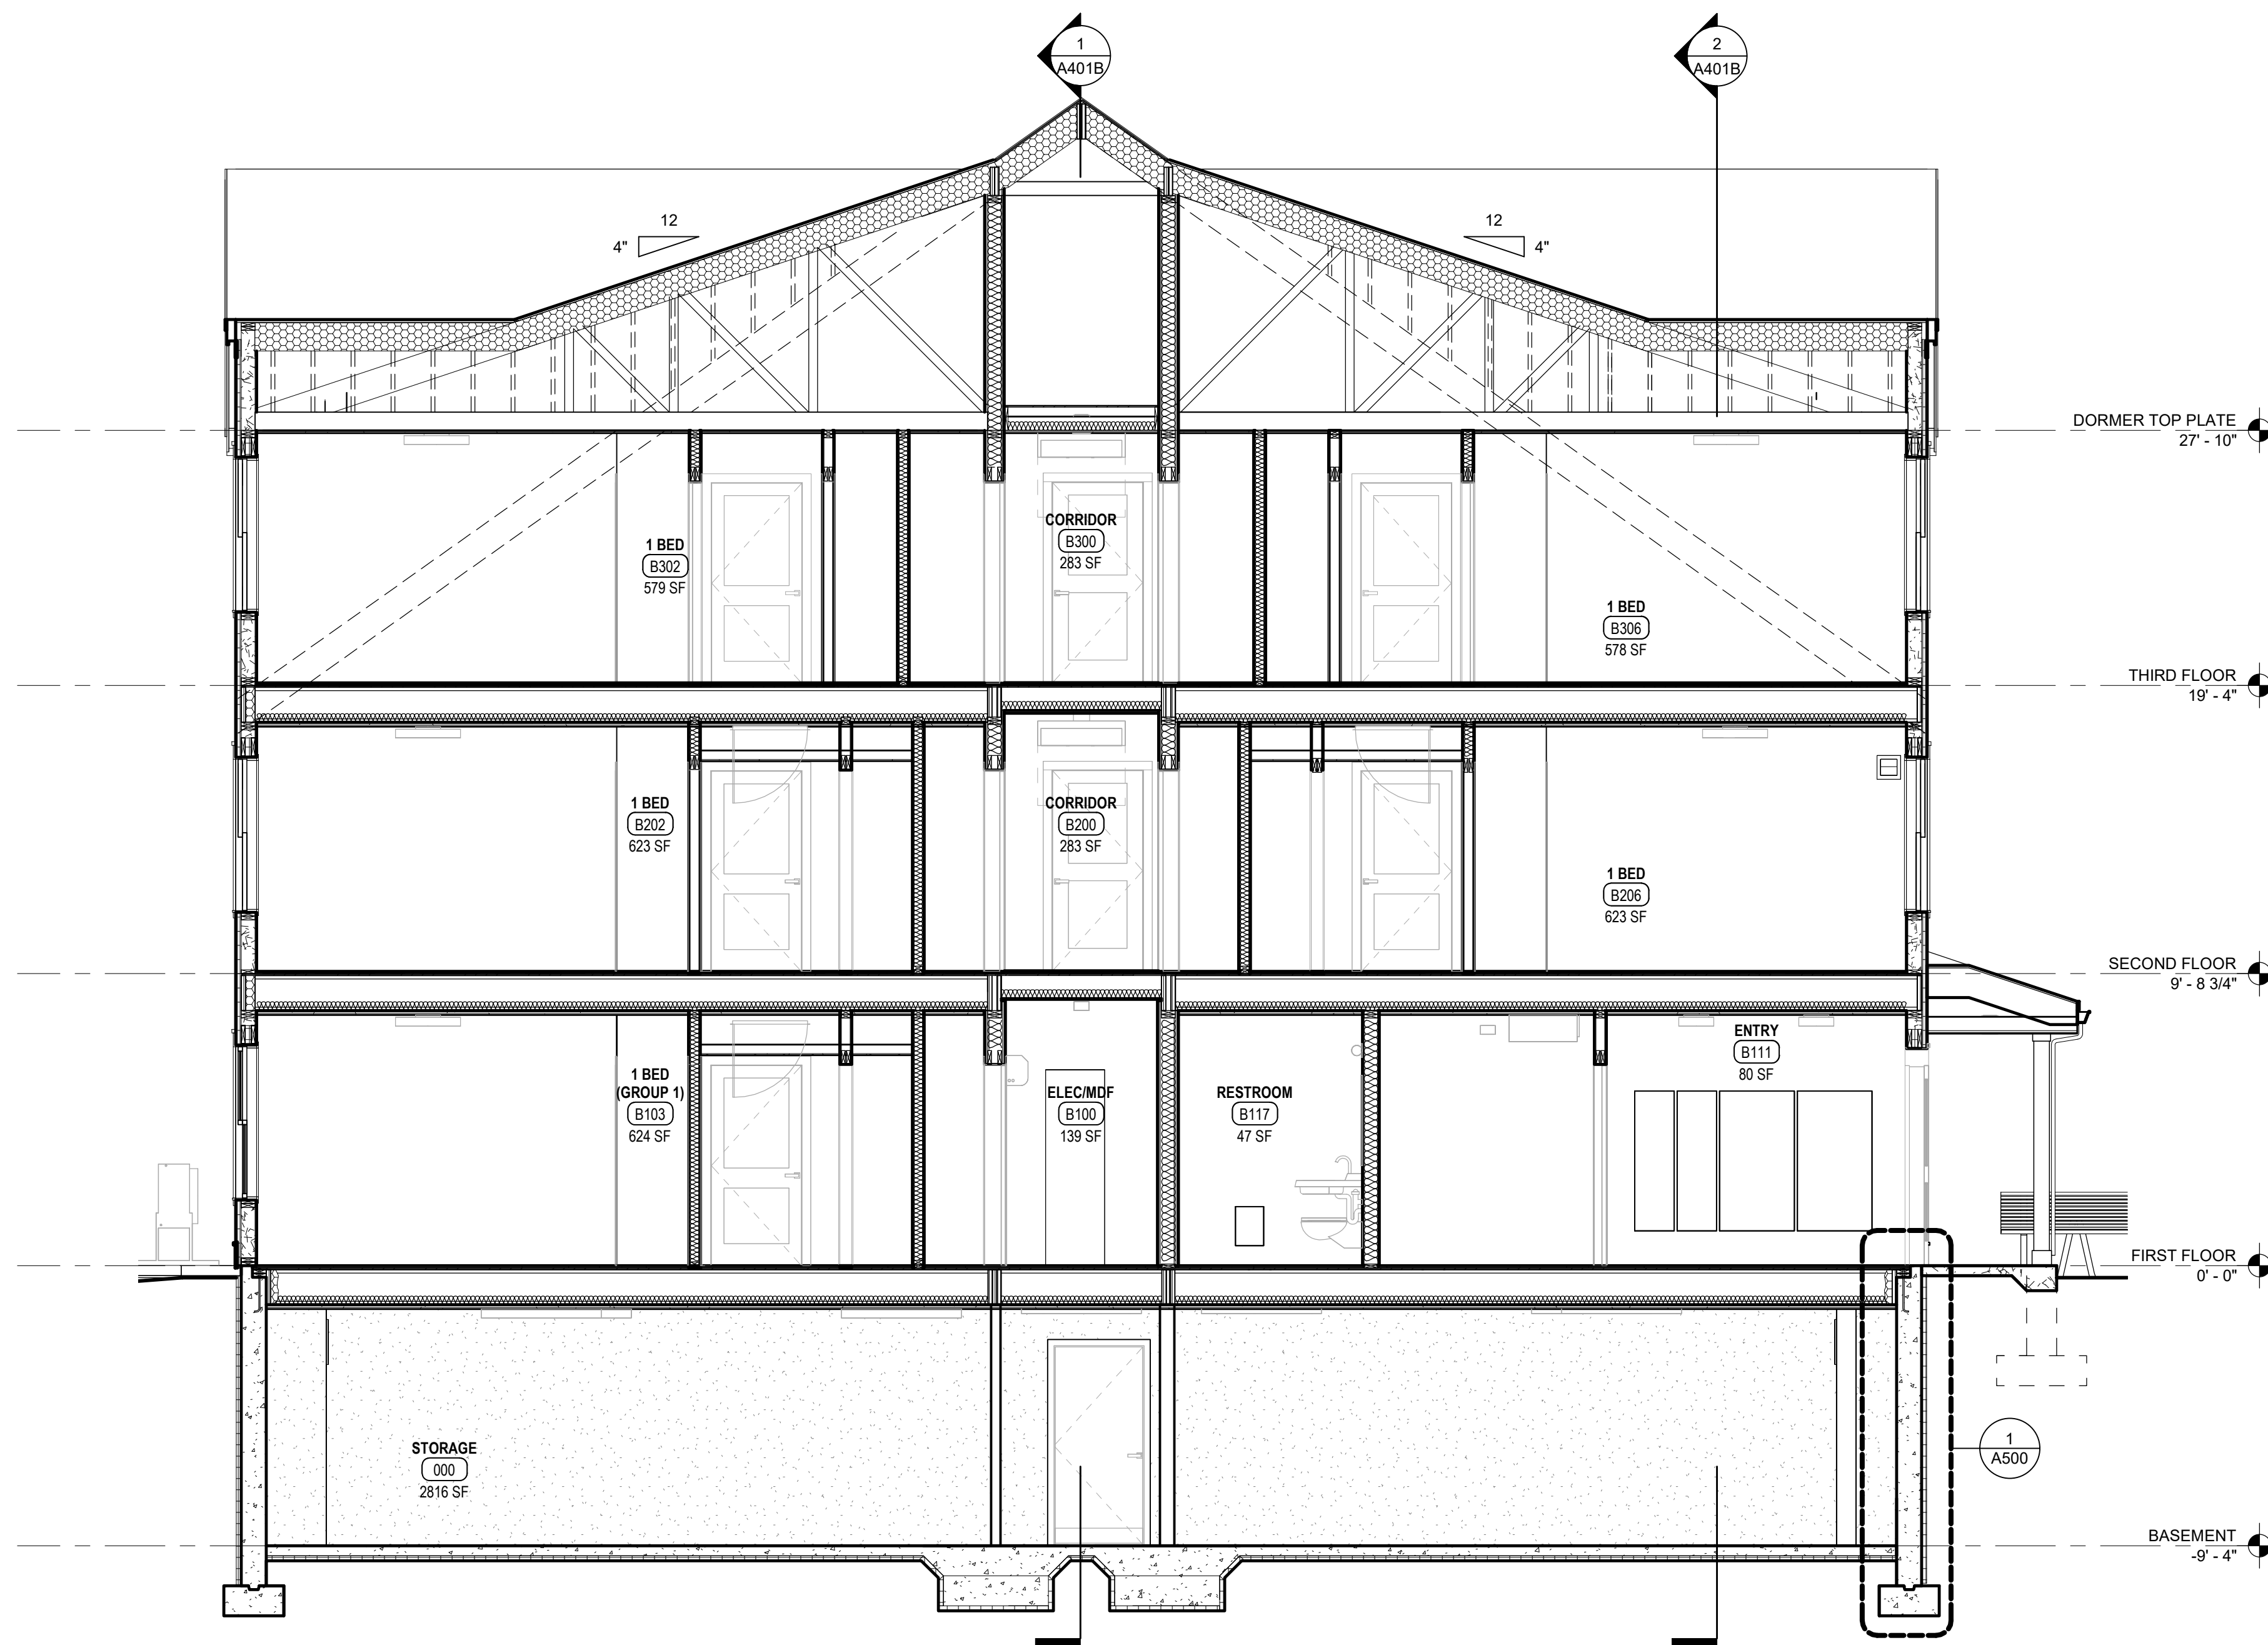 1
A401B
2
A401B
12
4"
12
4"
DORMER TOP PLATE
27' - 10"
CORRIDOR
B300
283 SF
1 BED
B302
579 SF
1 BED
B306
578 SF
THIRD FLOOR
19' - 4"
1 BED
B202
623 SF
CORRIDOR
B200
283 SF
1 BED
B206
623 SF
SECOND FLOOR
9' - 8 3/4"
ENTRY
B111
80 SF
1 BED
(GROUP 1)
B103
624 SF
ELEC/MDF
B100
139 SF
RESTROOM
B117
47 SF
FIRST FLOOR
0' - 0"
STORAGE
000
2816 SF
1
A500
BASEMENT
-9' - 4"